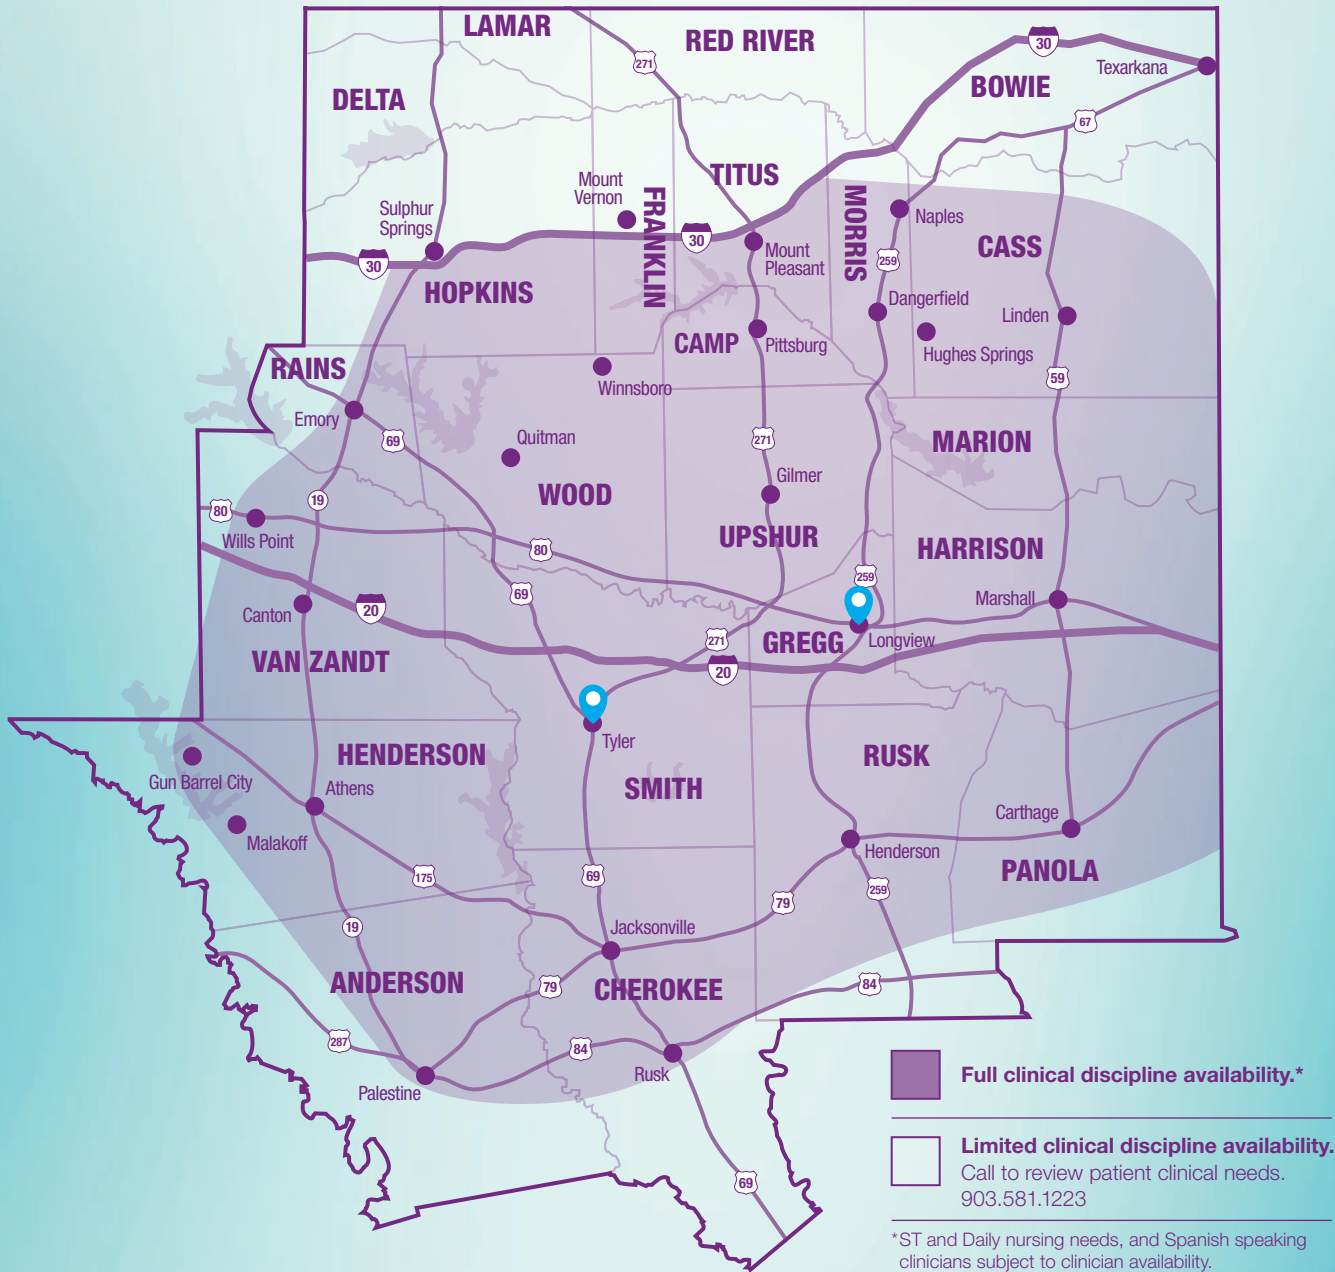 LAMAR
RED RIVER
30
271
Texarkana
BOWIE
DELTA
67
TITUS
Mount
Vernon
FRANKLIN
MORRIS
Sulphur
Springs
Naples
30
Mount
Pleasant
CASS
259
30
HOPKINS
Dangerfield
Linden
CAMP
Pittsburg
Hughes Springs
RAINS
Winnsboro
59
Emory
69
Quitman
271
MARION
Gilmer
WOOD
19
80
Wills Point
UPSHUR
HARRISON
80
259
69
Marshall
Canton
20
GREGG
Longview
271
VAN ZANDT
20
Tyler
HENDERSON
RUSK
Gun Barrel City
Athens
SMITH
Carthage
Malakoff
Henderson
PANOLA
175
69
259
79
19
Jacksonville
ANDERSON
79
CHEROKEE
84
287
84
Rusk
Palestine
69
Full clinical discipline availability.*
Limited clinical discipline availability.
Call to review patient clinical needs.
903.581.1223
*ST and Daily nursing needs, and Spanish speaking
clinicians subject to clinician availability.